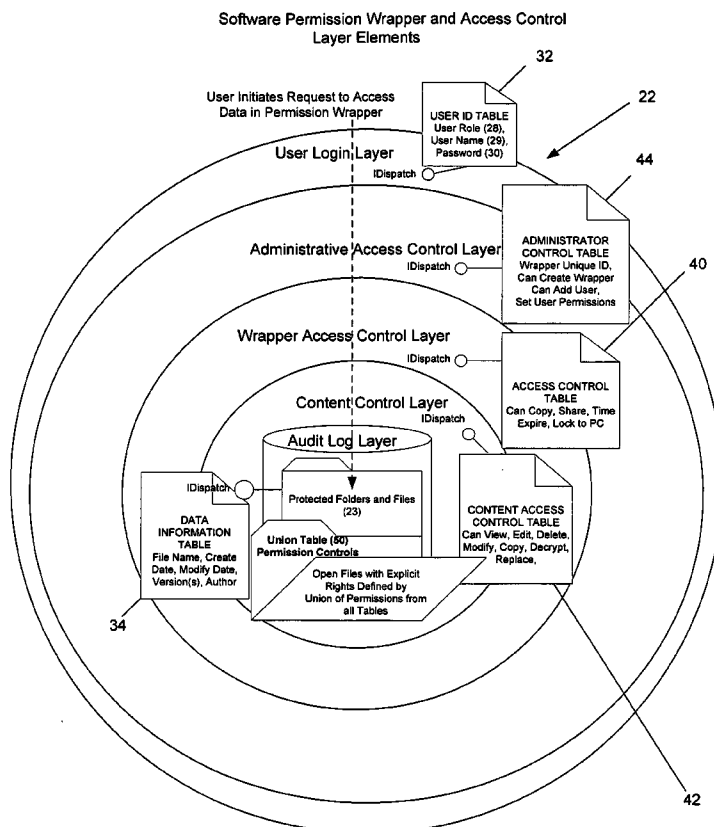 Software Permission Wrapper and Access Control
Layer Elements
32
User Initiates Request to Access
Data in Permission Wrapper
USER ID TABLE
User Role (28),
User Name (29),
Password (30)
22
User Login Layer
IDispatch
44
ADMINISTRATOR
CONTROL TABLE
Wrapper Unique ID,
Can Create Wrapper
Can Add User,
Set User Permissions
Administrative Access Control Layer
IDispatch
40
Wrapper Access Control Layer
IDispatch
ACCESS CONTROL
TABLE
Can Copy, Share, Time
Expire, Lock to PC
Content Control Layer
IDispatch
Audit Log Layer
IDispatch
Protected Folders and Files
(23)
DATA
INFORMATION
TABLE
File Name, Create
Date, Modify Date,
Version(s), Author
CONTENT ACCESS
CONTROL TABLE
Can View, Edit, Delete,
Modify, Copy, Decrypt,
Replace,
Union Table (50)
Permission Controls
Open Files with Explicit
Rights Defined by
Union of Permissions from
all Tables
34
42